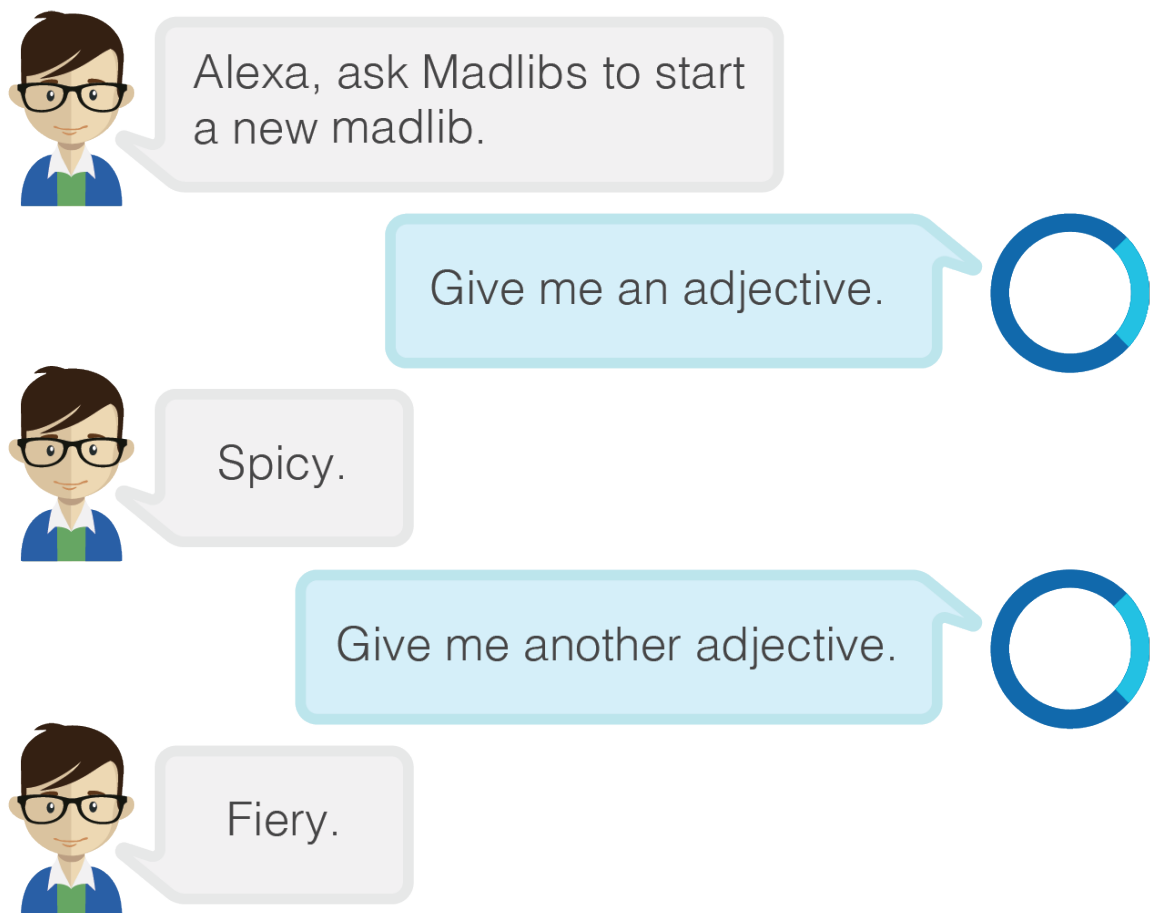 Alexa, ask Madlibs to start
a new madlib.
Give me an adjective.
Spicy.
Give me another adjective.
Fiery.